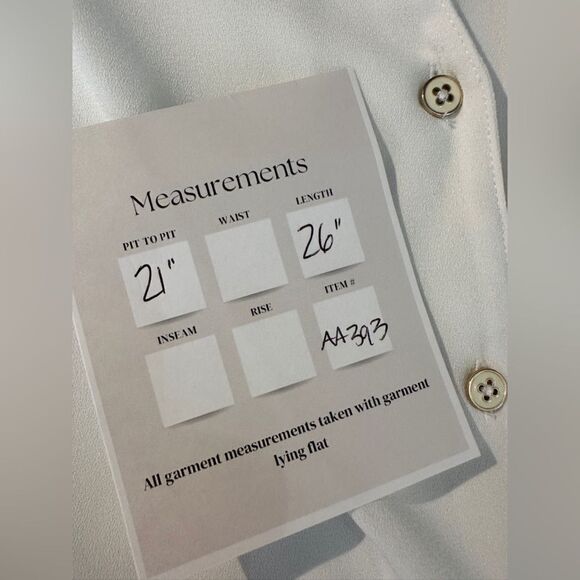 Measurements
PIT TO PIT WAIST LENGTH
21" 26"
INSEAM RISE ITEM #
AA393
All garment measurements taken with garment
lying flat